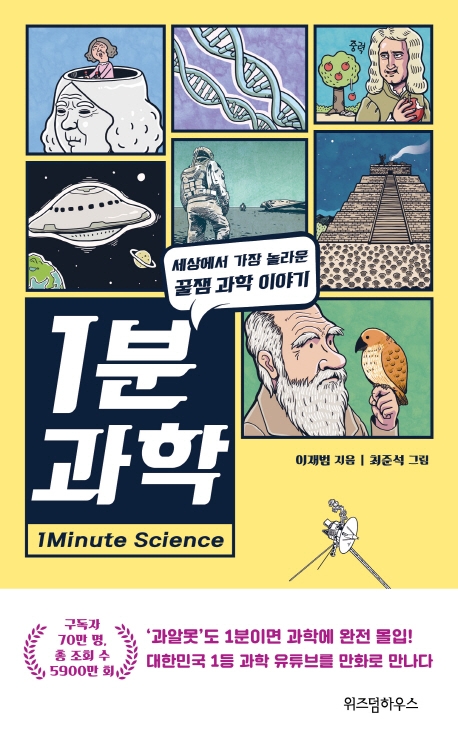 중력
세상에서 가장 놀라운
꿀잼 과학 이야기
1분
과학
1Minute Science
이재범 지음 | 최준석 그림
구독자
70만 명,
총 조회 수
5900만 회
‘과알못’도 1분이면 과학에 완전 몰입!
대한민국 1등 과학 유튜브를 만화로 만나다
위즈덤하우스